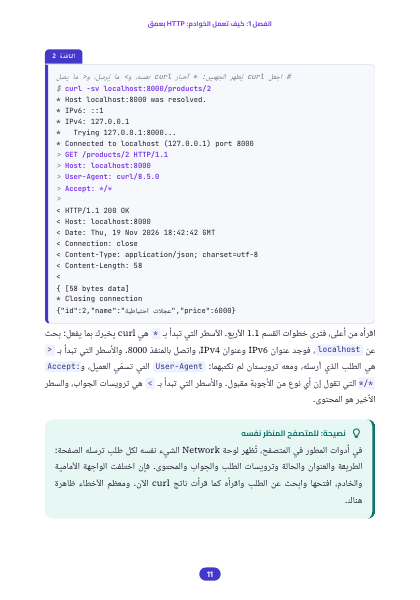 الفصل 1: كيف تعمل الخوادم: HTTP بعمق
النافذة 2
# اجعل curl يُظهر الجهتين: * أخبار curl نفسه، و> ما يُرسل، و< ما يصل
$ curl -sv localhost:8000/products/2
* Host localhost:8000 was resolved.
* IPv6: ::1
* IPv4: 127.0.0.1
*   Trying 127.0.0.1:8000...
* Connected to localhost (127.0.0.1) port 8000
> GET /products/2 HTTP/1.1
> Host: localhost:8000
> User-Agent: curl/8.5.0
> Accept: */*
>
< HTTP/1.1 200 OK
< Host: localhost:8000
< Date: Thu, 19 Nov 2026 18:42:42 GMT
< Connection: close
< Content-Type: application/json; charset=utf-8
< Content-Length: 58
<
{ [58 bytes data]
* Closing connection
{"id":2,"name":"عجلات احتياطية","price":6000}
اقرأه من أعلى، فترى خطوات القسم 1.1 الأربع. الأسطر التي تبدأ بـ * هي curl يخبرك بما يفعل: بحث
عن localhost، فوجد عنوان IPv6 وعنوان IPv4، واتصل بالمنفذ 8000. والأسطر التي تبدأ بـ >
هي الطلب الذي أرسله، ومعه ترويستان لم نكتبهما: User-Agent التي تسمّي العميل، و Accept:
*/* التي تقول إن أي نوع من الأجوبة مقبول. والأسطر التي تبدأ بـ < هي ترويسات الجواب، والسطر
الأخير هو المحتوى.
نصيحة: للمتصفح المنظر نفسه
في أدوات المطور في المتصفح، تُظهر لوحة Network الشيء نفسه لكل طلب ترسله الصفحة:
الطريقة والعنوان والحالة وترويسات الطلب والجواب والمحتوى. فإن اختلفت الواجهة الأمامية
والخادم، افتحها وابحث عن الطلب واقرأه كما قرأت ناتج curl الآن. ومعظم الأخطاء ظاهرة
هناك.
11